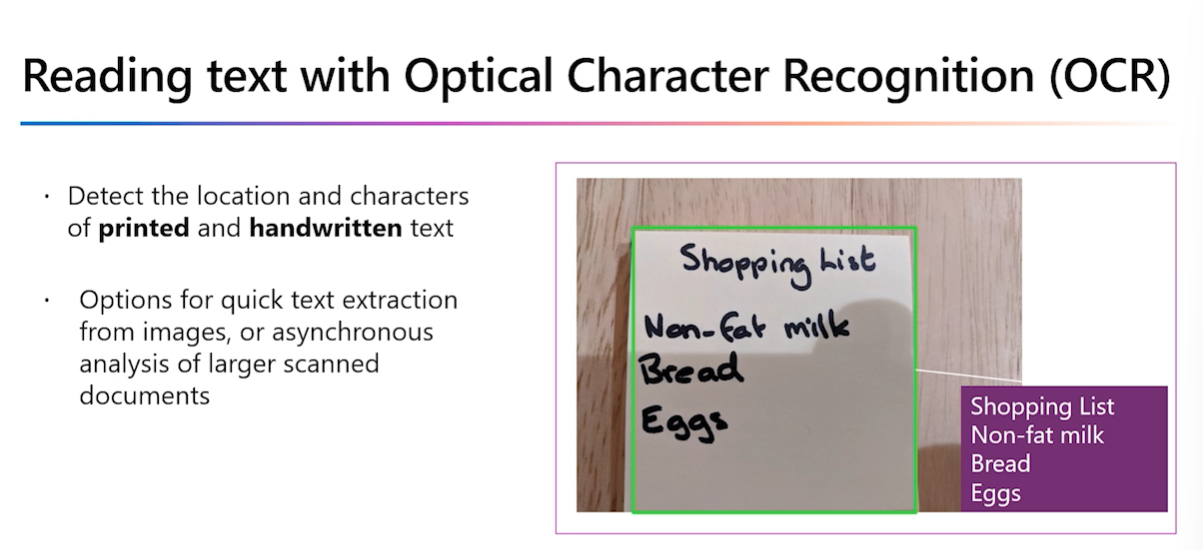 Reading text with Optical Character Recognition (OCR)
· Detect the location and characters
of printed and handwritten text
· Options for quick text extraction
from images, or asynchronous
analysis of larger scanned
documents
Shopping List
Non-fat milk
Bread
Eggs
Shopping List
Non-fat milk
Bread
Eggs